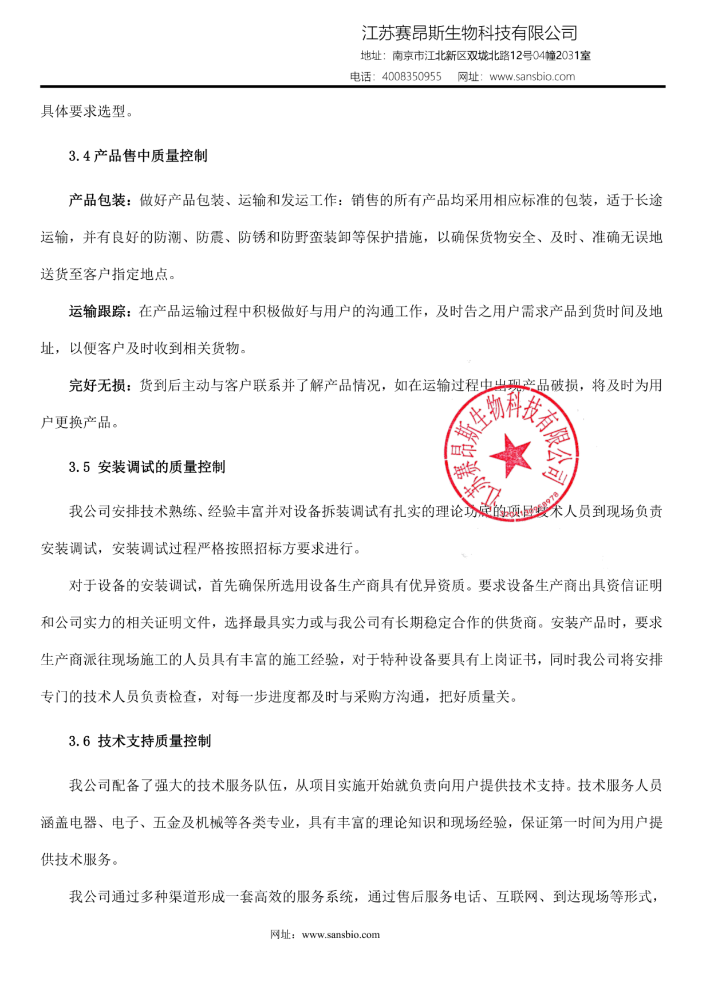 江苏赛昂斯生物科技有限公司
地址：南京市江北新区双垅北路12号04幢2031室
电话：4008350955 网址：www.sansbio.com
具体要求选型。
3.4产品售中质量控制
产品包装：做好产品包装、运输和发运工作：销售的所有产品均采用相应标准的包装，适于长途
运输，并有良好的防潮、防震、防锈和防野蛮装卸等保护措施，以确保货物安全、及时、准确无误地
送货至客户指定地点。
运输跟踪：在产品运输过程中积极做好与用户的沟通工作，及时告之用户需求产品到货时间及地
址，以便客户及时收到相关货物。
完好无损：货到后主动与客户联系并了解产品情况，如在运输过程中出现产品破损，将及时为用
户更换产品。
江苏赛昂斯生物科技有限公司
3201130958978
3.5 安装调试的质量控制
我公司安排技术熟练、经验丰富并对设备拆装调试有扎实的理论功底的项目技术人员到现场负责
安装调试，安装调试过程严格按照招标方要求进行。
对于设备的安装调试，首先确保所选用设备生产商具有优异资质。要求设备生产商出具资信证明
和公司实力的相关证明文件，选择最具实力或与我公司有长期稳定合作的供货商。安装产品时，要求
生产商派往现场施工的人员具有丰富的施工经验，对于特种设备要具有上岗证书，同时我公司将安排
专门的技术人员负责检查，对每一步进度都及时与采购方沟通，把好质量关。
3.6 技术支持质量控制
我公司配备了强大的技术服务队伍，从项目实施开始就负责向用户提供技术支持。技术服务人员
涵盖电器、电子、五金及机械等各类专业，具有丰富的理论知识和现场经验，保证第一时间为用户提
供技术服务。
我公司通过多种渠道形成一套高效的服务系统，通过售后服务电话、互联网、到达现场等形式，
网址：www.sansbio.com